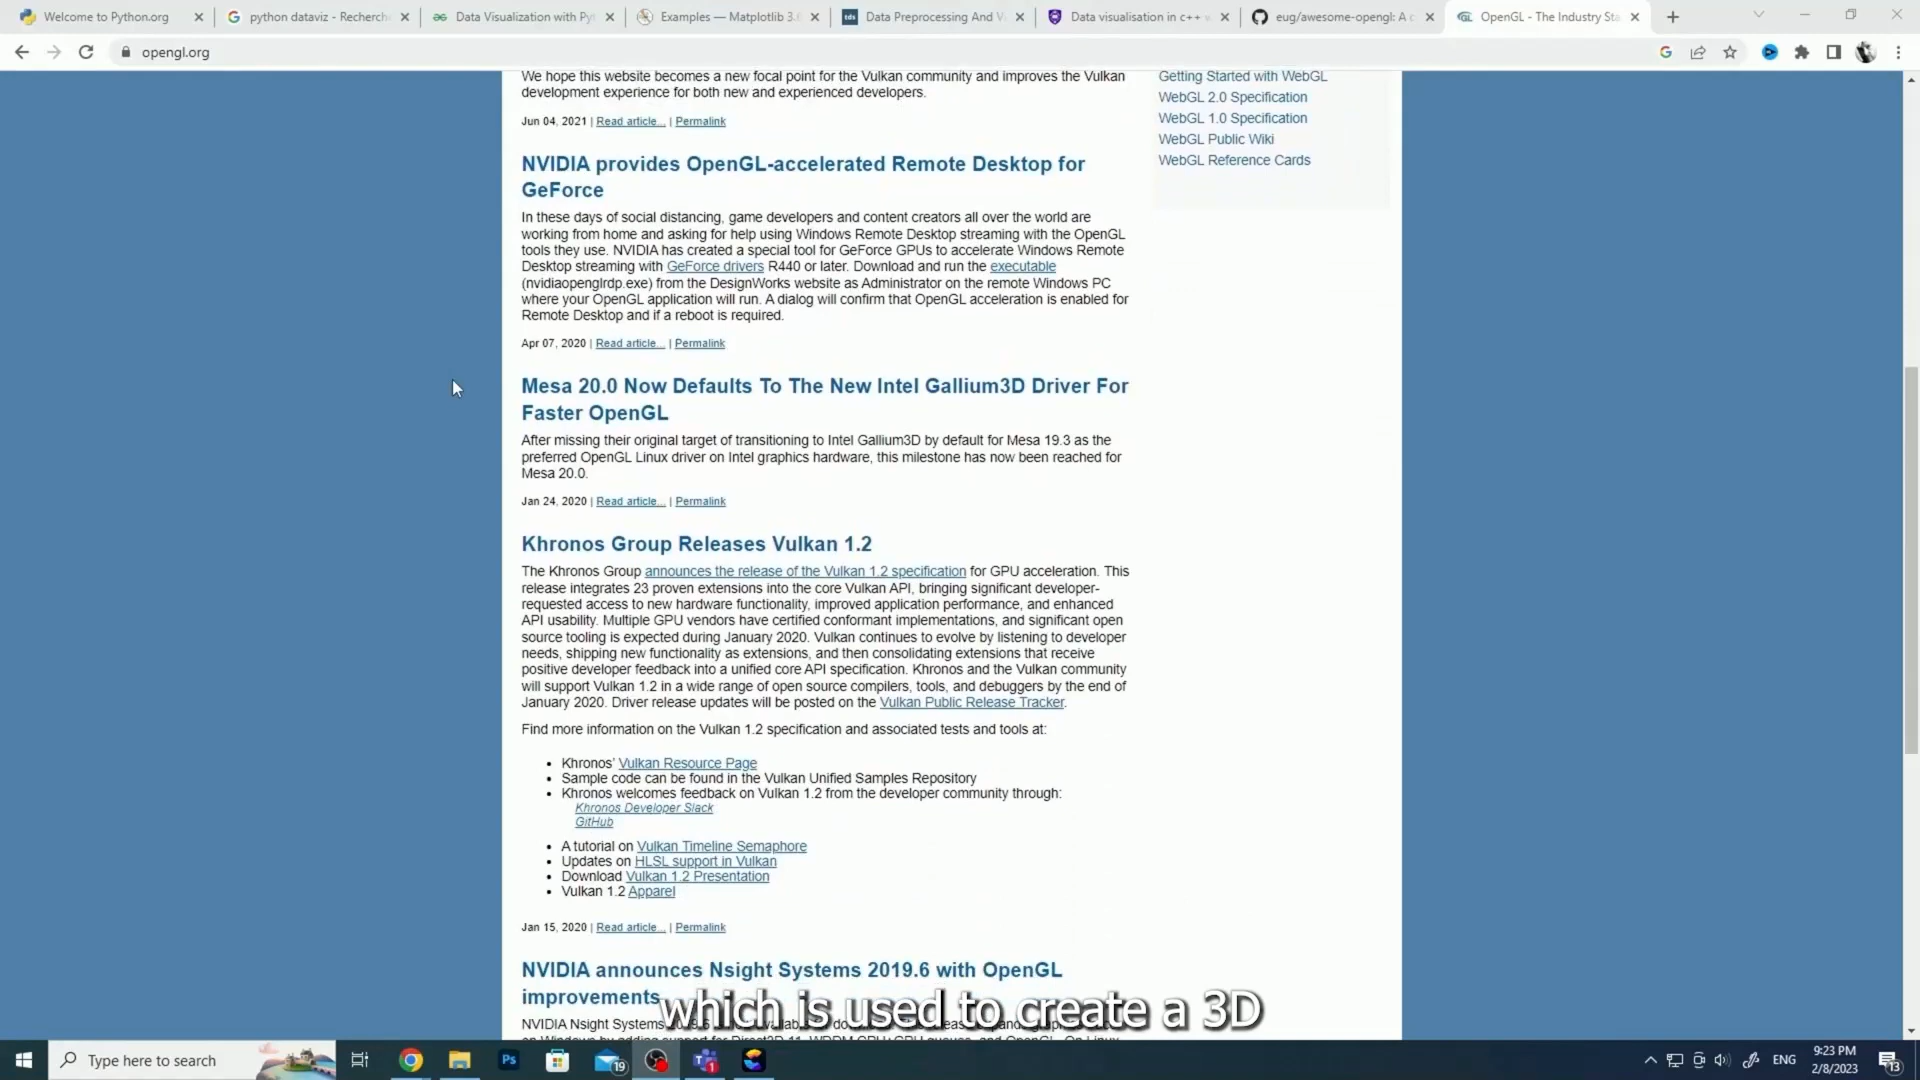 Welcome to Python.org
python dataviz - Recherch
Data Visualization with Py
Examples — Matplotlib 3.6
Data Preprocessing And V
Data visualisation in c++
eug/awesome-opengl: A c
OpenGL - The Industry Sta
opengl.org
We hope this website becomes a new focal point for the Vulkan community and improves the Vulkan
development experience for both new and experienced developers.
Jun 04, 2021 | Read article... | Permalink
Getting Started with WebGL
WebGL 2.0 Specification
WebGL 1.0 Specification
WebGL Public Wiki
WebGL Reference Cards
NVIDIA provides OpenGL-accelerated Remote Desktop for
GeForce
In these days of social distancing, game developers and content creators all over the world are
working from home and asking for help using Windows Remote Desktop streaming with the OpenGL
tools they use. NVIDIA has created a special tool for GeForce GPUs to accelerate Windows Remote
Desktop streaming with GeForce drivers R440 or later. Download and run the executable
(nvidiaopenglrdp.exe) from the DesignWorks website as Administrator on the remote Windows PC
where your OpenGL application will run. A dialog will confirm that OpenGL acceleration is enabled for
Remote Desktop and if a reboot is required.
Apr 07, 2020 | Read article... | Permalink
Mesa 20.0 Now Defaults To The New Intel Gallium3D Driver For
Faster OpenGL
After missing their original target of transitioning to Intel Gallium3D by default for Mesa 19.3 as the
preferred OpenGL Linux driver on Intel graphics hardware, this milestone has now been reached for
Mesa 20.0.
Jan 24, 2020 | Read article... | Permalink
Khronos Group Releases Vulkan 1.2
The Khronos Group announces the release of the Vulkan 1.2 specification for GPU acceleration. This
release integrates 23 proven extensions into the core Vulkan API, bringing significant developer-
requested access to new hardware functionality, improved application performance, and enhanced
API usability. Multiple GPU vendors have certified conformant implementations, and significant open
source tooling is expected during January 2020. Vulkan continues to evolve by listening to developer
needs, shipping new functionality as extensions, and then consolidating extensions that receive
positive developer feedback into a unified core API specification. Khronos and the Vulkan community
will support Vulkan 1.2 in a wide range of open source compilers, tools, and debuggers by the end of
January 2020. Driver release updates will be posted on the Vulkan Public Release Tracker.
Find more information on the Vulkan 1.2 specification and associated tests and tools at:
• Khronos' Vulkan Resource Page
• Sample code can be found in the Vulkan Unified Samples Repository
• Khronos welcomes feedback on Vulkan 1.2 from the developer community through:
Khronos Developer Slack
GitHub
• A tutorial on Vulkan Timeline Semaphore
• Updates on HLSL support in Vulkan
• Download Vulkan 1.2 Presentation
• Vulkan 1.2 Apparel
Jan 15, 2020 | Read article... | Permalink
NVIDIA announces Nsight Systems 2019.6 with OpenGL
improvements
which is used to create a 3D
NVIDIA Nsight Systems
Type here to search
Ps
19
1
ENG
9:23 PM
2/8/2023
13